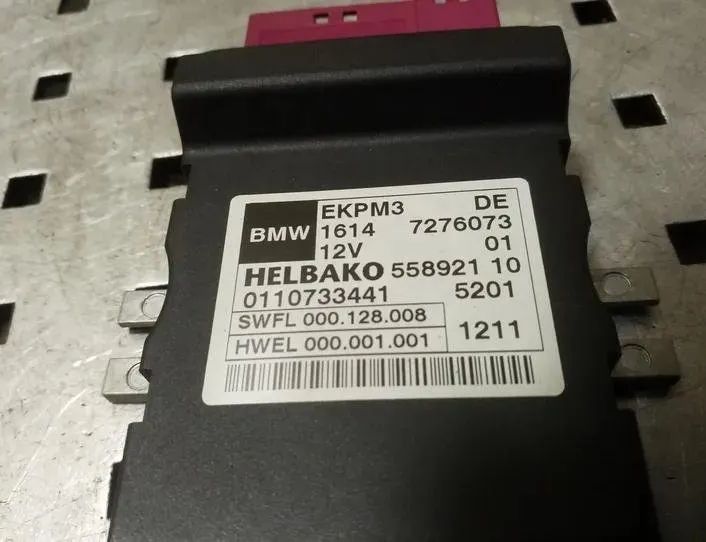 BMW EKPM3 DE
1614 7276073
12V 01
HELBAKO 558921 10
0110733441 5201
SWFL 000.128.008
HWEL 000.001.001 1211